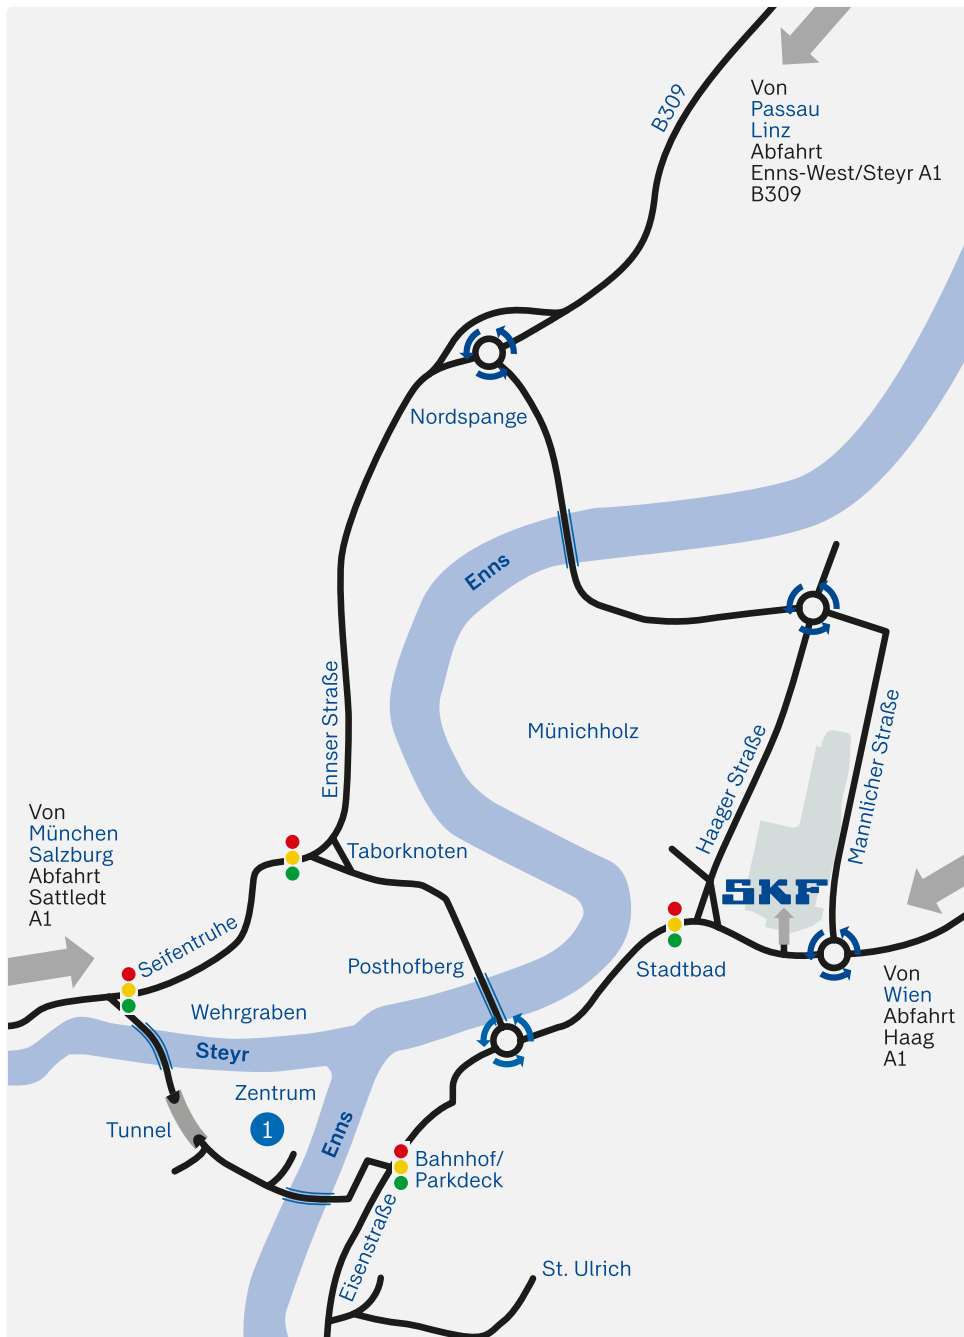 B309
Von
Passau
Linz
Abfahrt
Enns-West/Steyr A1
B309
Nordspange
Enns
Ennser Straße
Münichholz
Haager Straße
Mannlicher Straße
Von
München
Salzburg
Abfahrt
Sattledt
A1
Taborknoten
SKF
Seifentruhe
Posthofberg
Stadtbad
Von
Wien
Abfahrt
Haag
A1
Wehrgraben
Steyr
Zentrum
1
Tunnel
Enns
Bahnhof/
Parkdeck
Eisenstraße
St. Ulrich